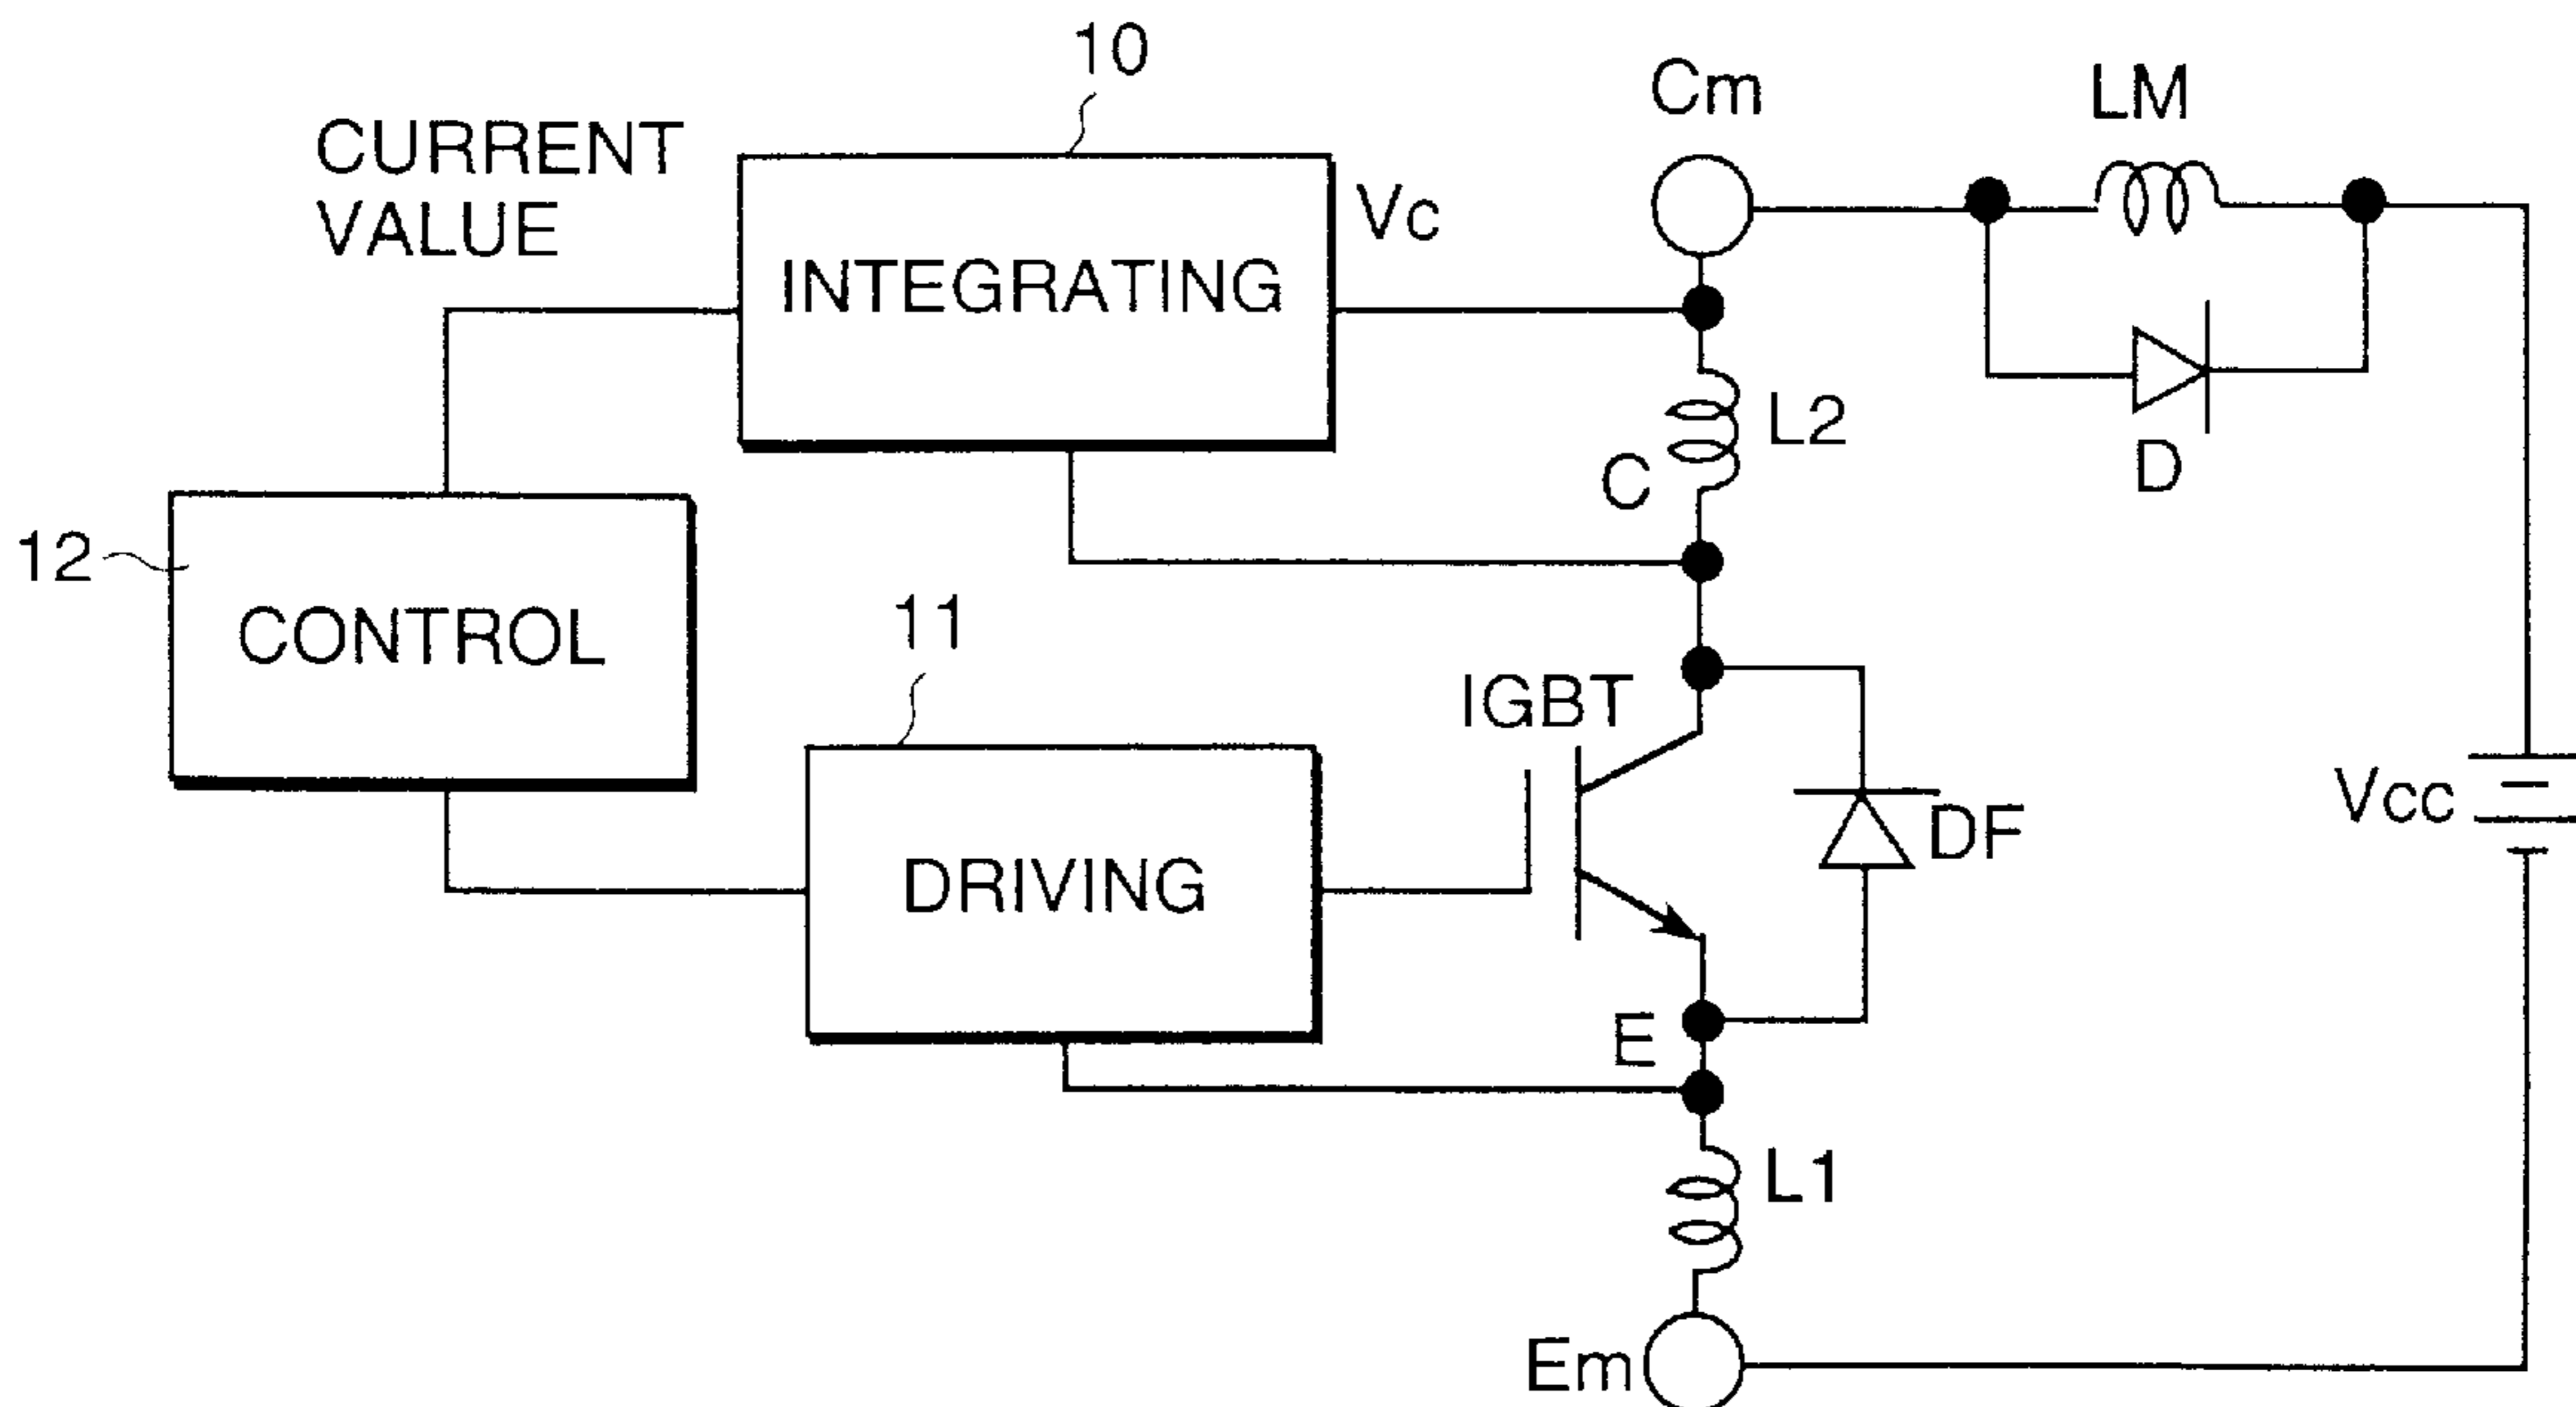 10
Cm
LM
CURRENT
VALUE
Vc
INTEGRATING
L2
D
C
12
CONTROL
11
IGBT
Vcc
DF
DRIVING
E
L1
Em